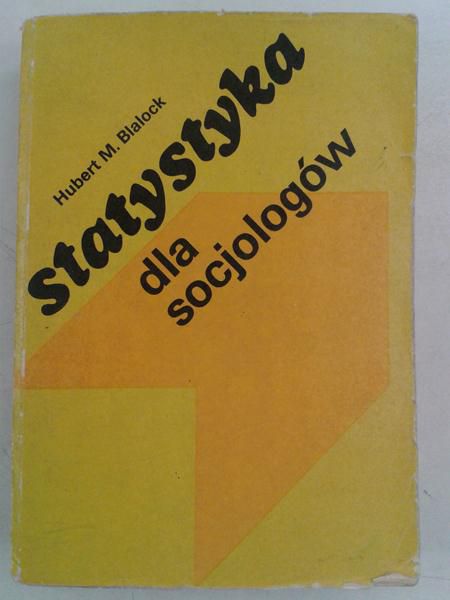 Hubert M. Blalock
statystyka
dla
socjologów